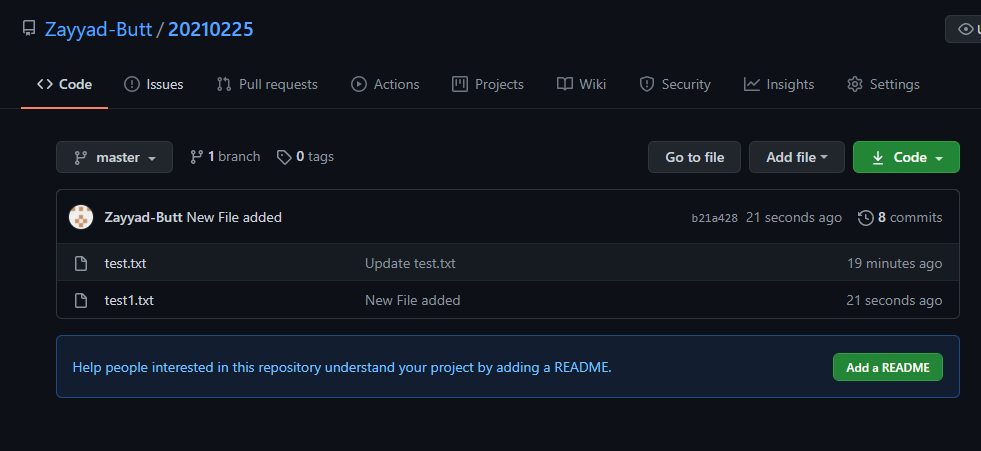 Zayyad-Butt / 20210225
Code Issues Pull requests Actions Projects Wiki Security Insights Settings
master 1 branch 0 tags Go to file Add file Code
Zayyad-Butt New File added b21a428 21 seconds ago 8 commits
test.txt Update test.txt 19 minutes ago
test1.txt New File added 21 seconds ago
Help people interested in this repository understand your project by adding a README. Add a README